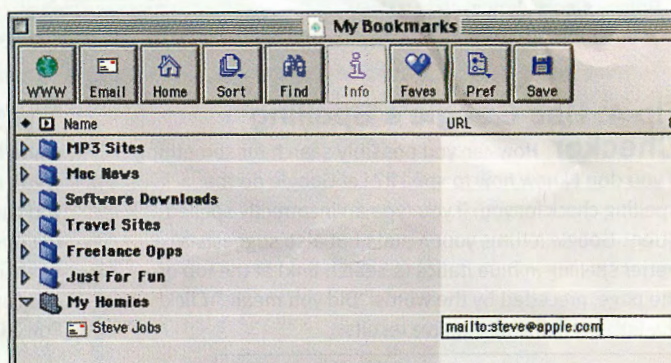 My Bookmarks
WWW Email Home Sort Find Info Faves Pref Save
Name URL
MP3 Sites
Mac News
Software Downloads
Travel Sites
Freelance Opps
Just For Fun
My Homies
Steve Jobs mailto:steve@apple.com